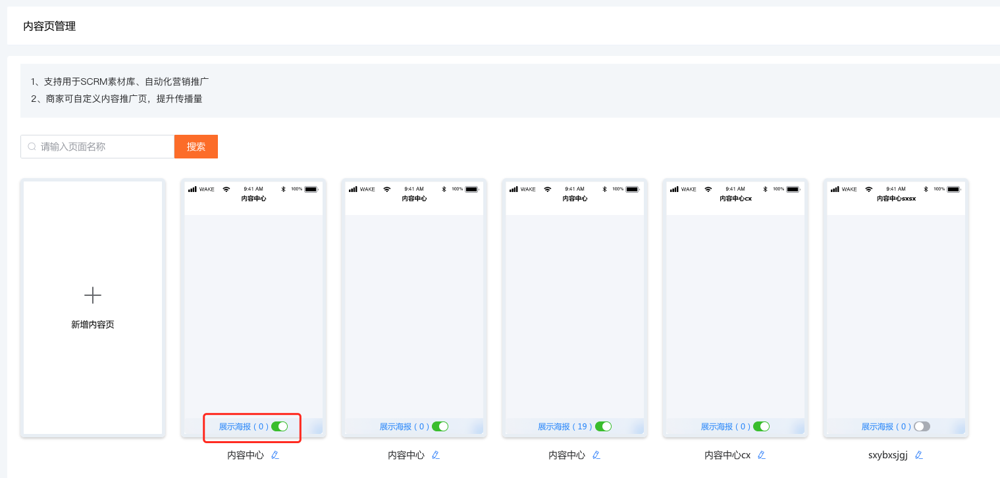 内容页管理
1、支持用于SCRM素材库、自动化营销推广
2、商家可自定义内容推广页，提升传播量
请输入页面名称 搜索
新增内容页
WAKE 9:41 AM 100%
内容中心
展示海报（0）
内容中心
WAKE 9:41 AM 100%
内容中心
展示海报（0）
内容中心
WAKE 9:41 AM 100%
内容中心
展示海报（19）
内容中心
WAKE 9:41 AM 100%
内容中心cx
展示海报（0）
内容中心cx
WAKE 9:41 AM 100%
内容中心sxsx
展示海报（0）
sxybxsjgj